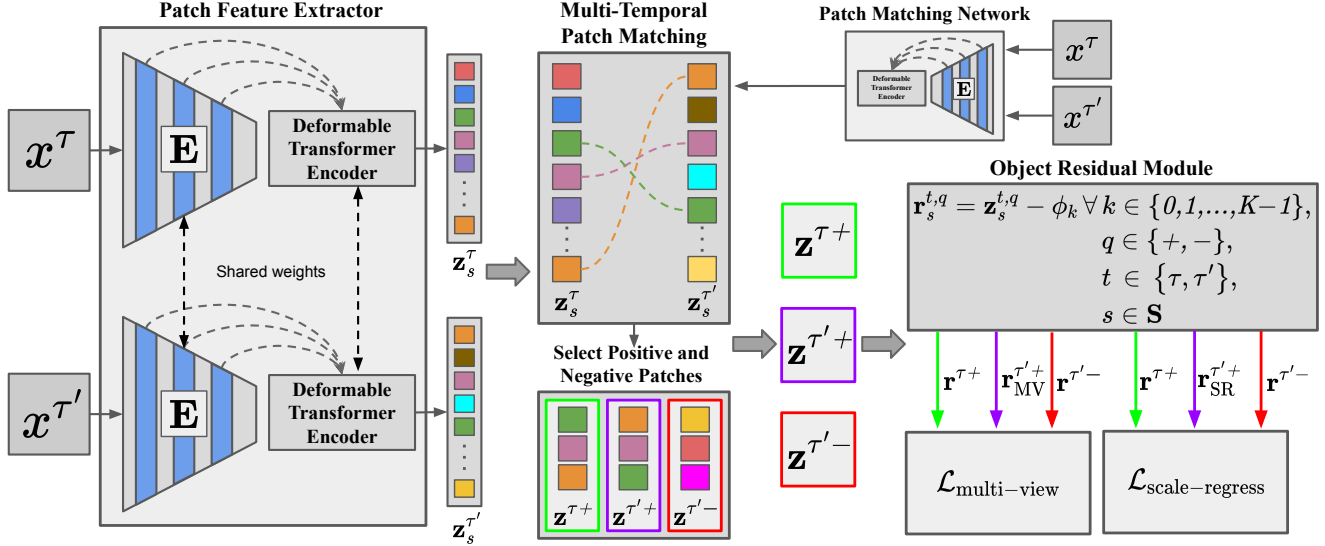 Patch Feature Extractor
x^τ
E
Deformable
Transformer
Encoder
z_s^τ
Shared weights
x^τ′
E
Deformable
Transformer
Encoder
z_s^τ′
Multi-Temporal
Patch Matching
z_s^τ
z_s^τ′
Select Positive and
Negative Patches
z^τ+
z^τ′+
z^τ′−
Patch Matching Network
Deformable
Transformer
Encoder
E
x^τ
x^τ′
z^τ+
z^τ′+
z^τ′−
Object Residual Module
r_s^t,q = z_s^t,q − ϕ_k ∀ k ∈ {0,1,...,K−1},
q ∈ {+,−},
t ∈ {τ, τ′},
s ∈ S
r^τ+
r_MV^τ′+
r^τ′−
r^τ+
r_SR^τ′+
r^τ′−
ℒ_multi−view
ℒ_scale−regress